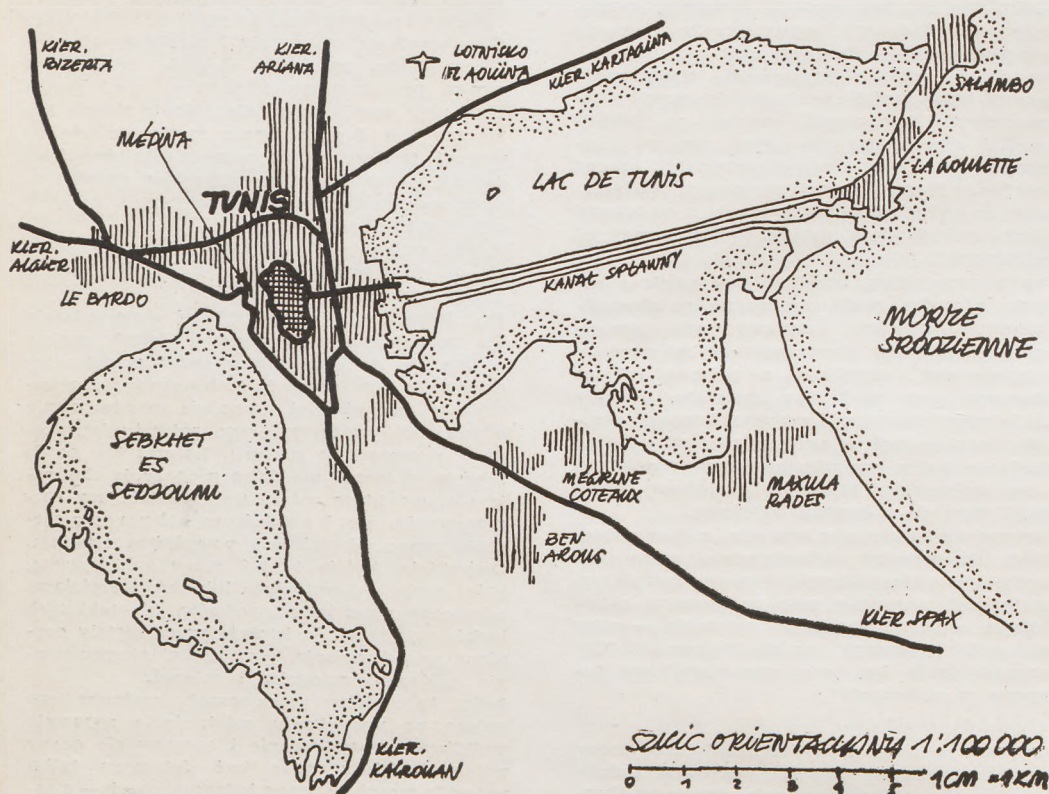 KIER.
BIZERTA
KIER.
ARIANA
LOTNISKO
EL AOUINA
KIER. KARTAGINA
SALAMBO
MÉDINA
LA GOULETTE
TUNIS
LAC DE TUNIS
KIER.
ALGIER
LE BARDO
KANAŁ SPŁAWNY
MORZE
ŚRÓDZIEMNE
SEBKHET
ES
SEDJOUMI
MÉGRINE
COTEAUX
MAXULA
RADES
BEN
AROUS
KIER. SFAX
KIER.
KAIROUAN
SZKIC ORIENTACYJNY 1:100 000
0 1 2 3 4 5 1CM = 1KM